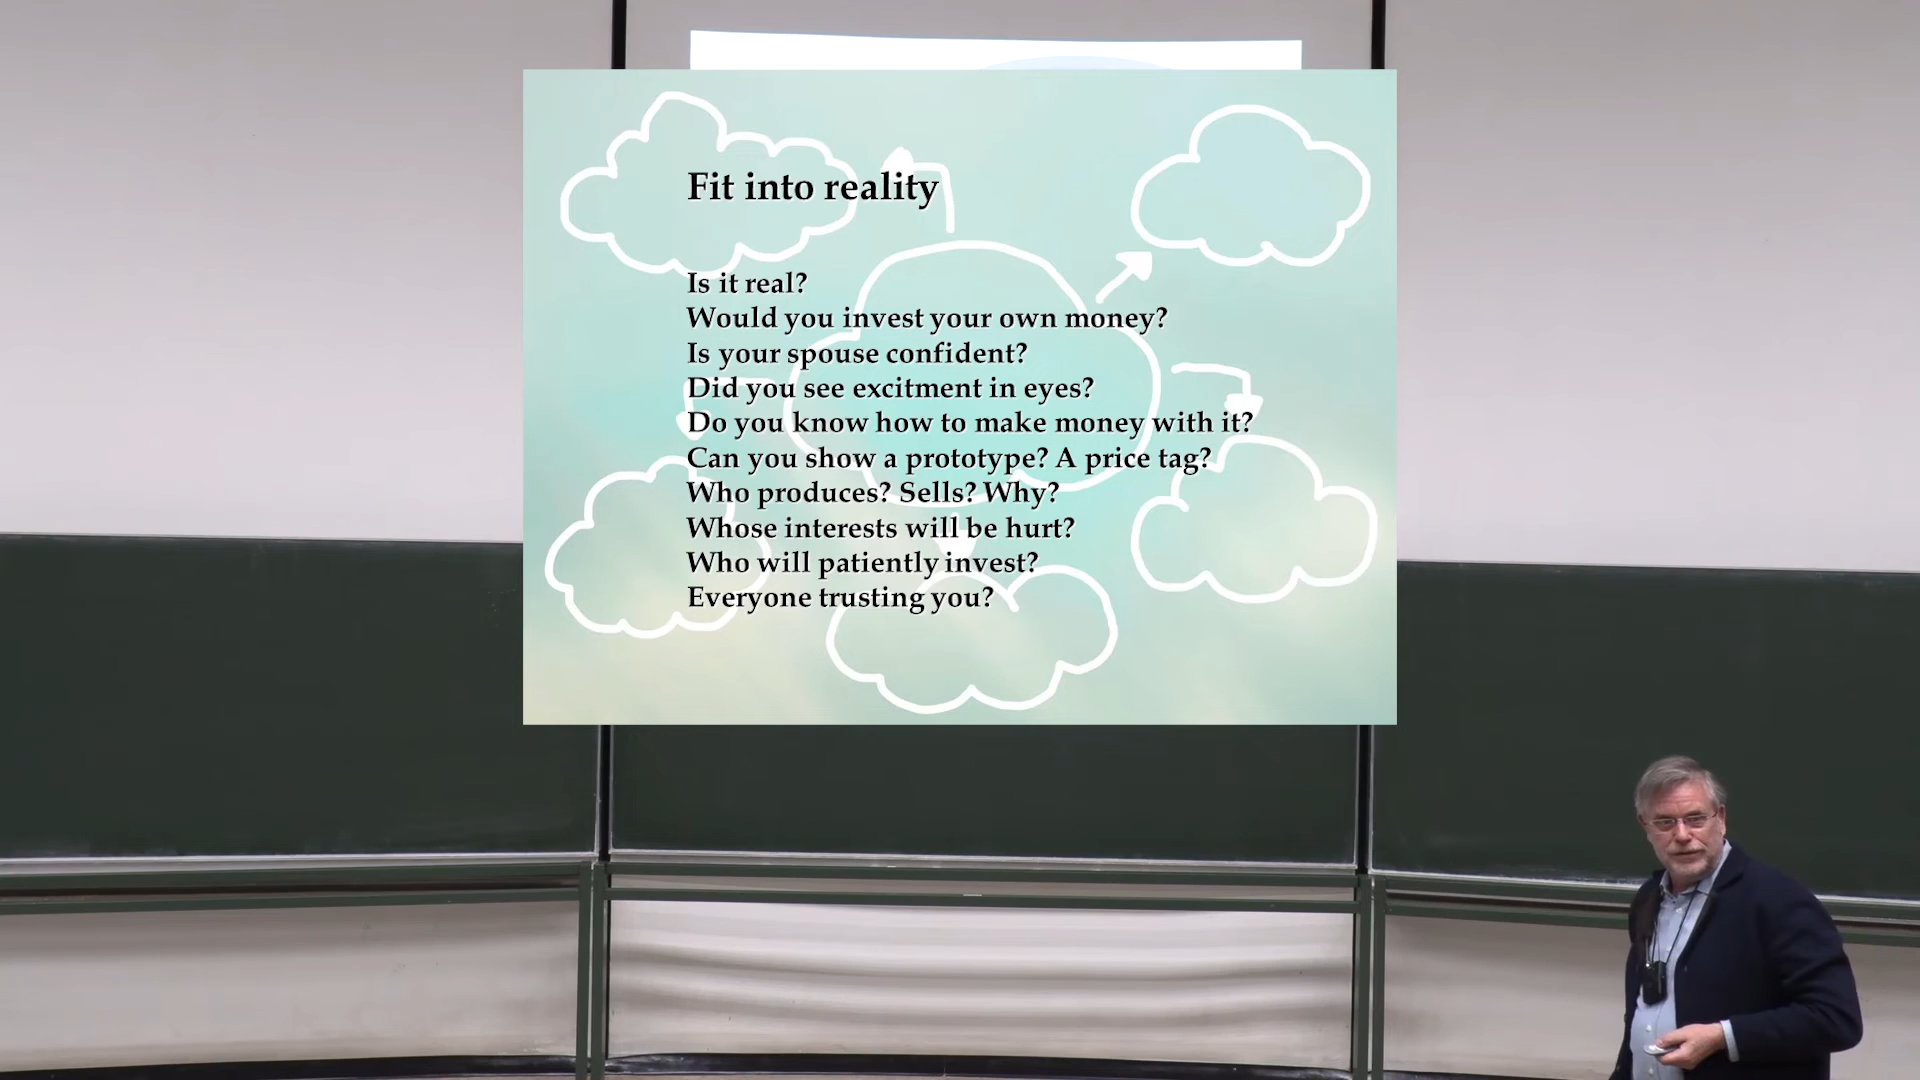 Fit into reality
Is it real?
Would you invest your own money?
Is your spouse confident?
Did you see excitment in eyes?
Do you know how to make money with it?
Can you show a prototype? A price tag?
Who produces? Sells? Why?
Whose interests will be hurt?
Who will patiently invest?
Everyone trusting you?